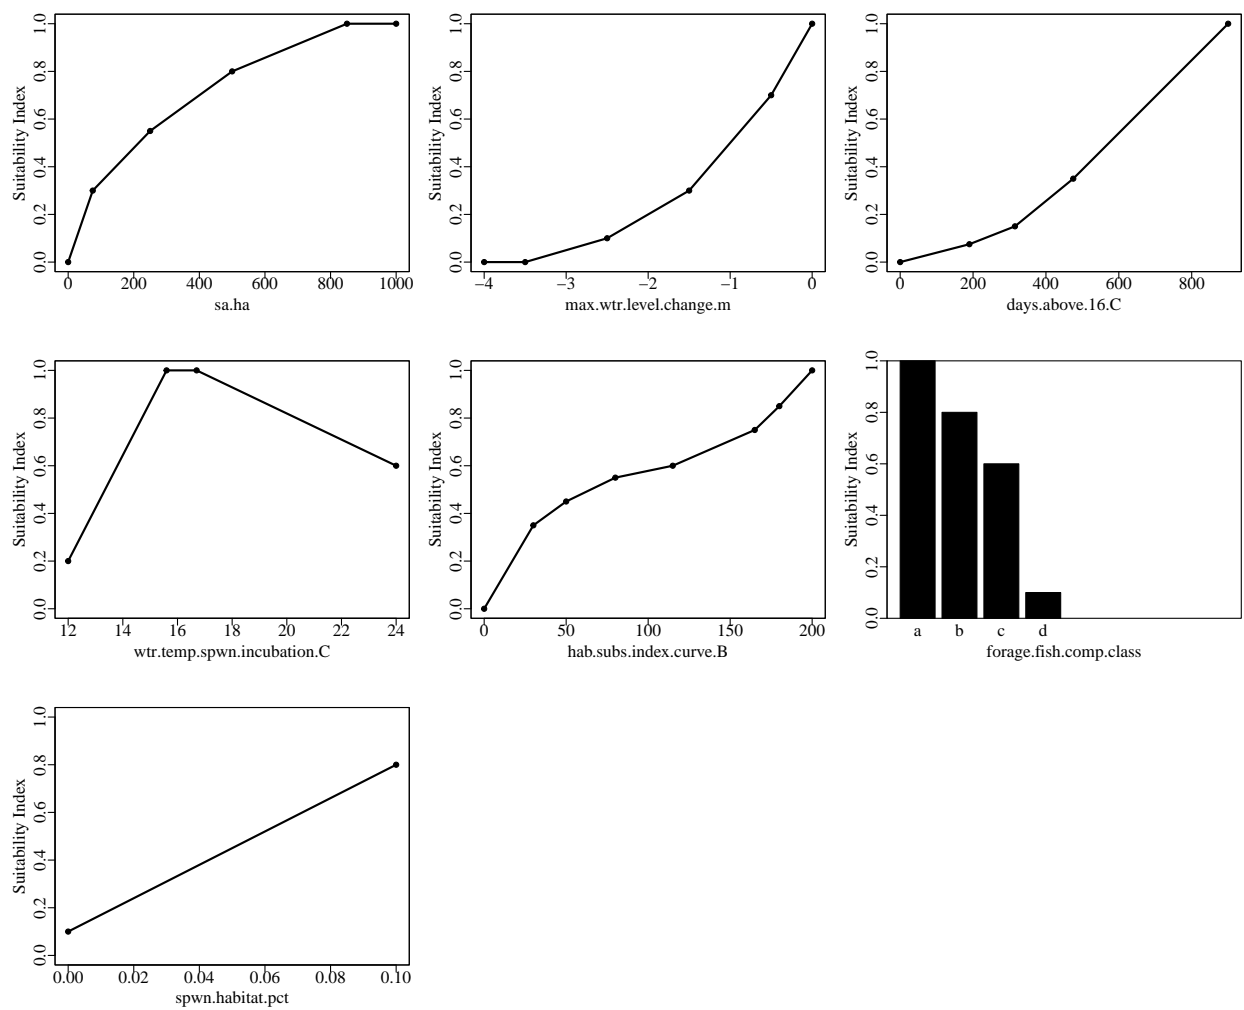 Suitability Index
0.0 0.2 0.4 0.6 0.8 1.0
0 200 400 600 800 1000
sa.ha
Suitability Index
0.0 0.2 0.4 0.6 0.8 1.0
−4 −3 −2 −1 0
max.wtr.level.change.m
Suitability Index
0.0 0.2 0.4 0.6 0.8 1.0
0 200 400 600 800
days.above.16.C
Suitability Index
0.0 0.2 0.4 0.6 0.8 1.0
12 14 16 18 20 22 24
wtr.temp.spwn.incubation.C
Suitability Index
0.0 0.2 0.4 0.6 0.8 1.0
0 50 100 150 200
hab.subs.index.curve.B
Suitability Index
0.0 0.2 0.4 0.6 0.8 1.0
a b c d
forage.fish.comp.class
Suitability Index
0.0 0.2 0.4 0.6 0.8 1.0
0.00 0.02 0.04 0.06 0.08 0.10
spwn.habitat.pct